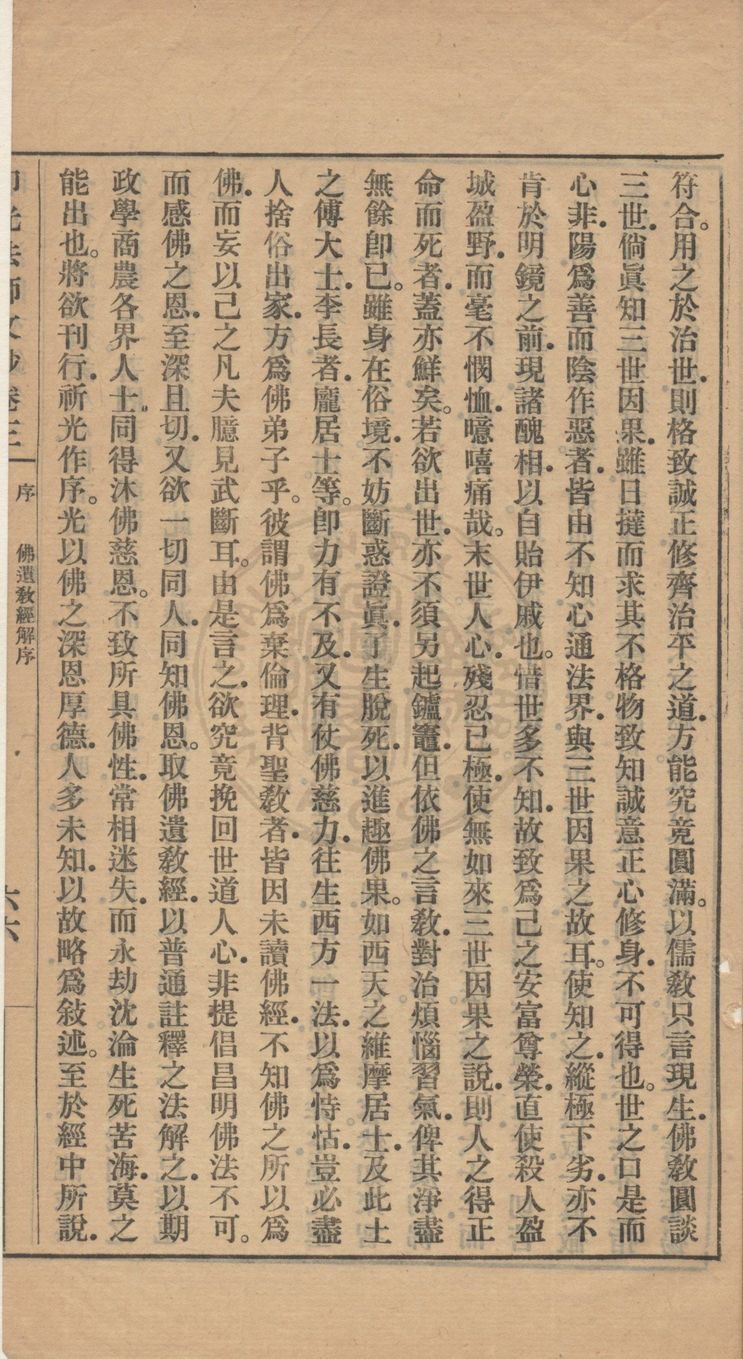 符合。用之於治世。則格致誠正修齊治平之道。方能究竟圓滿。以儒教只言現生。佛教圓談
三世。倘眞知三世因果。雖日撻而求其不格物致知誠意正心修身。不可得也。世之口是而
心非。陽爲善而陰作惡者。皆由不知心通法界。與三世因果之故耳。使知之。縱極下劣。亦不
肯於明鏡之前。現諸醜相。以自貽伊戚也。惜世多不知。故致爲己之安富尊榮。直使殺人盈
城盈野。而毫不憫恤。噫嘻痛哉。末世人心。殘忍已極。使無如來三世因果之說。則人之得正
命而死者。蓋亦鮮矣。若欲出世。亦不須另起鑪竈。但依佛之言教。對治煩惱習氣。俾其淨盡
無餘卽已。雖身在俗境。不妨斷惑證眞。了生脫死。以進趣佛果。如西天之維摩居士。及此土
之傅大士。李長者。龐居士等。卽力有不及。又有仗佛慈力。往生西方一法。以爲恃怙。豈必盡
人捨俗出家。方爲佛弟子乎。彼謂佛爲棄倫理。背聖教者。皆因未讀佛經。不知佛之所以爲
佛。而妄以己之凡夫臆見武斷耳。由是言之。欲究竟挽回世道人心。非提倡昌明佛法不可。
而感佛之恩。至深且切。又欲一切同人。同知佛恩。取佛遺教經。以普通註釋之法解之。以期
政學商農各界人士。同得沐佛慈恩。不致所具佛性。常相迷失。而永劫沈淪生死苦海。莫之
能出也。將欲刊行。祈光作序。光以佛之深恩厚德。人多未知。以故略爲敍述。至於經中所說。
印光法師文鈔卷三 序 佛遺教經解序 六六